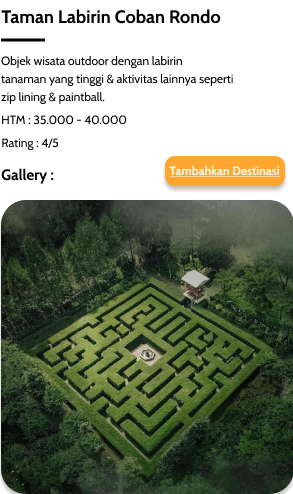 Taman Labirin Coban Rondo
Objek wisata outdoor dengan labirin
tanaman yang tinggi & aktivitas lainnya seperti
zip lining & paintball.
HTM : 35.000 - 40.000
Rating : 4/5
Tambahkan Destinasi
Gallery :